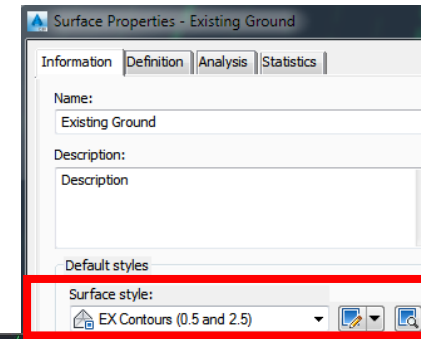 Surface Properties - Existing Ground
Information Definition Analysis Statistics
Name:
Existing Ground
Description:
Description
Default styles
Surface style:
EX Contours (0.5 and 2.5)